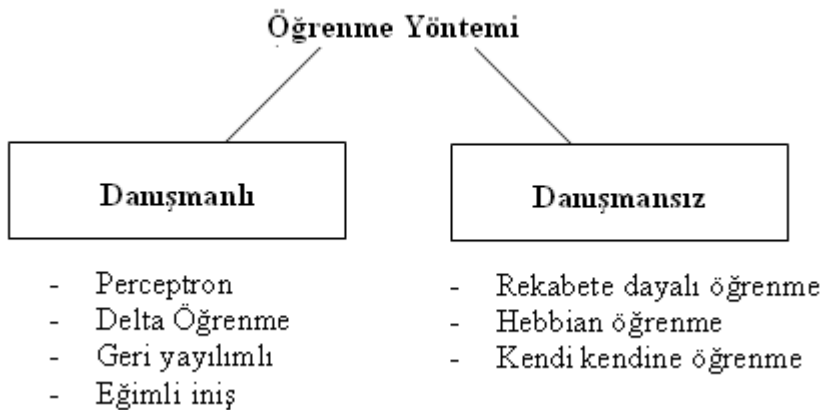 Öğrenme Yöntemi
Danışmanlı
- Perceptron
- Delta Öğrenme
- Geri yayılımlı
- Eğimli iniş
Danışmansız
- Rekabete dayalı öğrenme
- Hebbian öğrenme
- Kendi kendine öğrenme